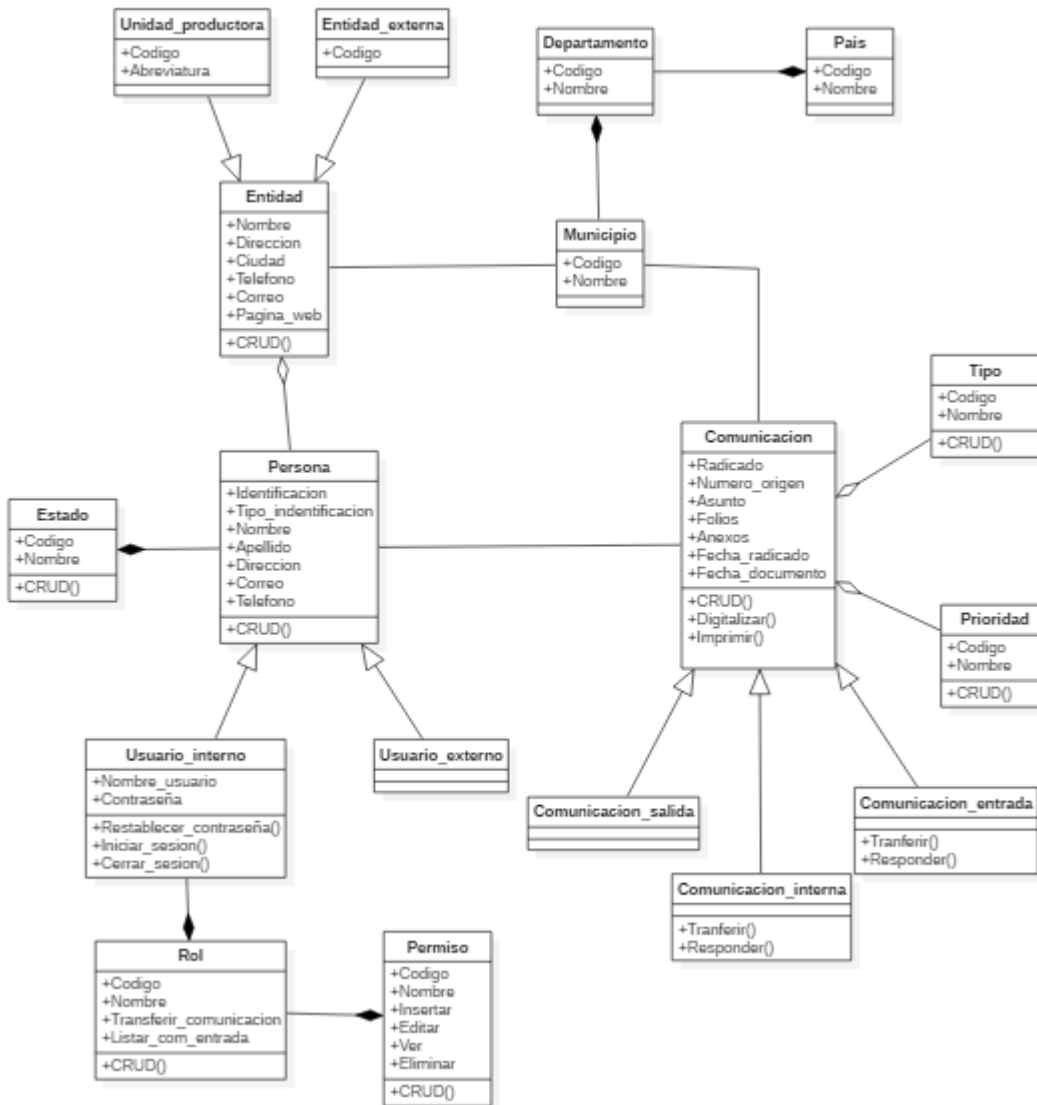 Unidad_productora
+Codigo
+Abreviatura
Entidad_externa
+Codigo
Departamento
+Codigo
+Nombre
Pais
+Codigo
+Nombre
Entidad
+Nombre
+Direccion
+Ciudad
+Telefono
+Correo
+Pagina_web
+CRUD()
Municipio
+Codigo
+Nombre
Tipo
+Codigo
+Nombre
+CRUD()
Comunicacion
+Radicado
+Numero_origen
+Asunto
+Folios
+Anexos
+Fecha_radicado
+Fecha_documento
+CRUD()
+Digitalizar()
+Imprimir()
Persona
+Identificacion
+Tipo_indentificacion
+Nombre
+Apellido
+Direccion
+Correo
+Telefono
+CRUD()
Estado
+Codigo
+Nombre
+CRUD()
Prioridad
+Codigo
+Nombre
+CRUD()
Usuario_interno
+Nombre_usuario
+Contraseña
+Restablecer_contraseña()
+Iniciar_sesion()
+Cerrar_sesion()
Usuario_externo
Comunicacion_salida
Comunicacion_entrada
+Tranferir()
+Responder()
Comunicacion_interna
+Tranferir()
+Responder()
Rol
+Codigo
+Nombre
+Transferir_comunicacion
+Listar_com_entrada
+CRUD()
Permiso
+Codigo
+Nombre
+Insertar
+Editar
+Ver
+Eliminar
+CRUD()